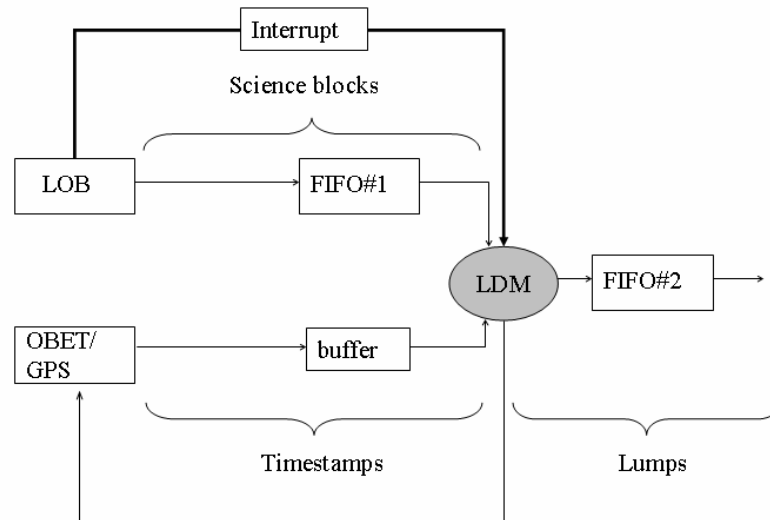 Interrupt
Science blocks
LOB
FIFO#1
LDM
FIFO#2
OBET/
GPS
buffer
Timestamps
Lumps